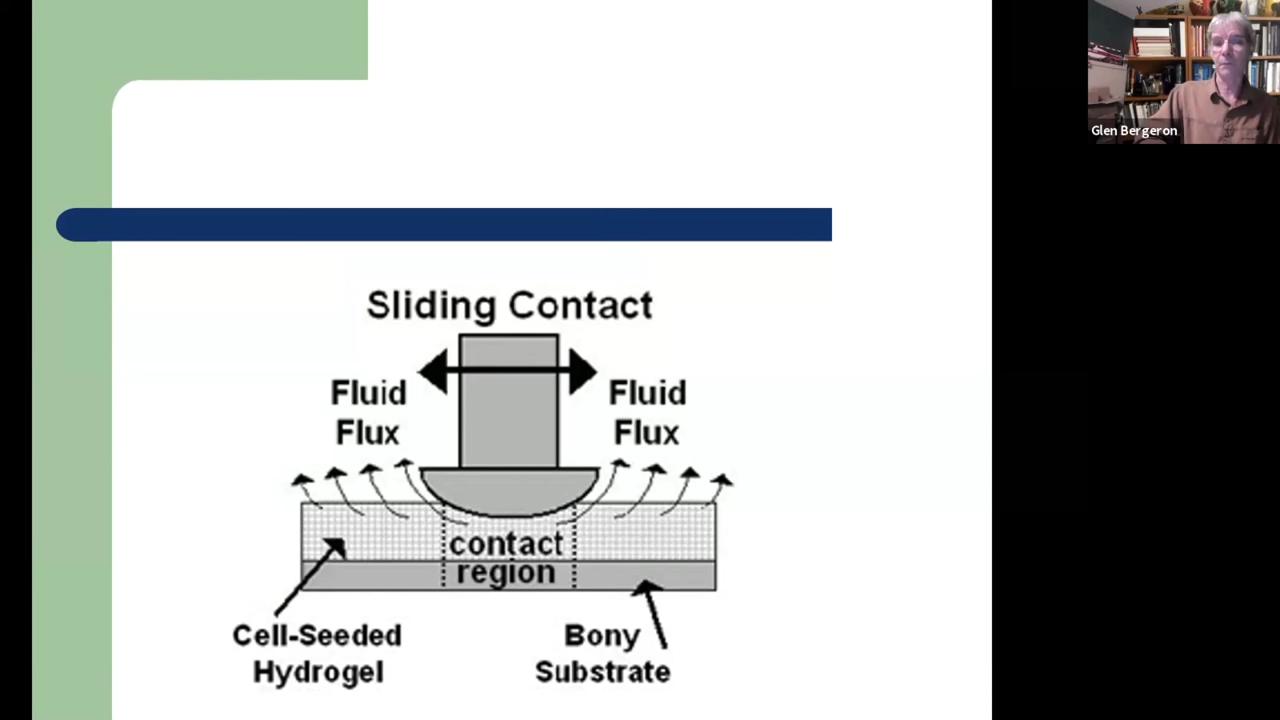 Glen Bergeron
Sliding Contact
Fluid
Flux
Fluid
Flux
contact
region
Cell-Seeded
Hydrogel
Bony
Substrate